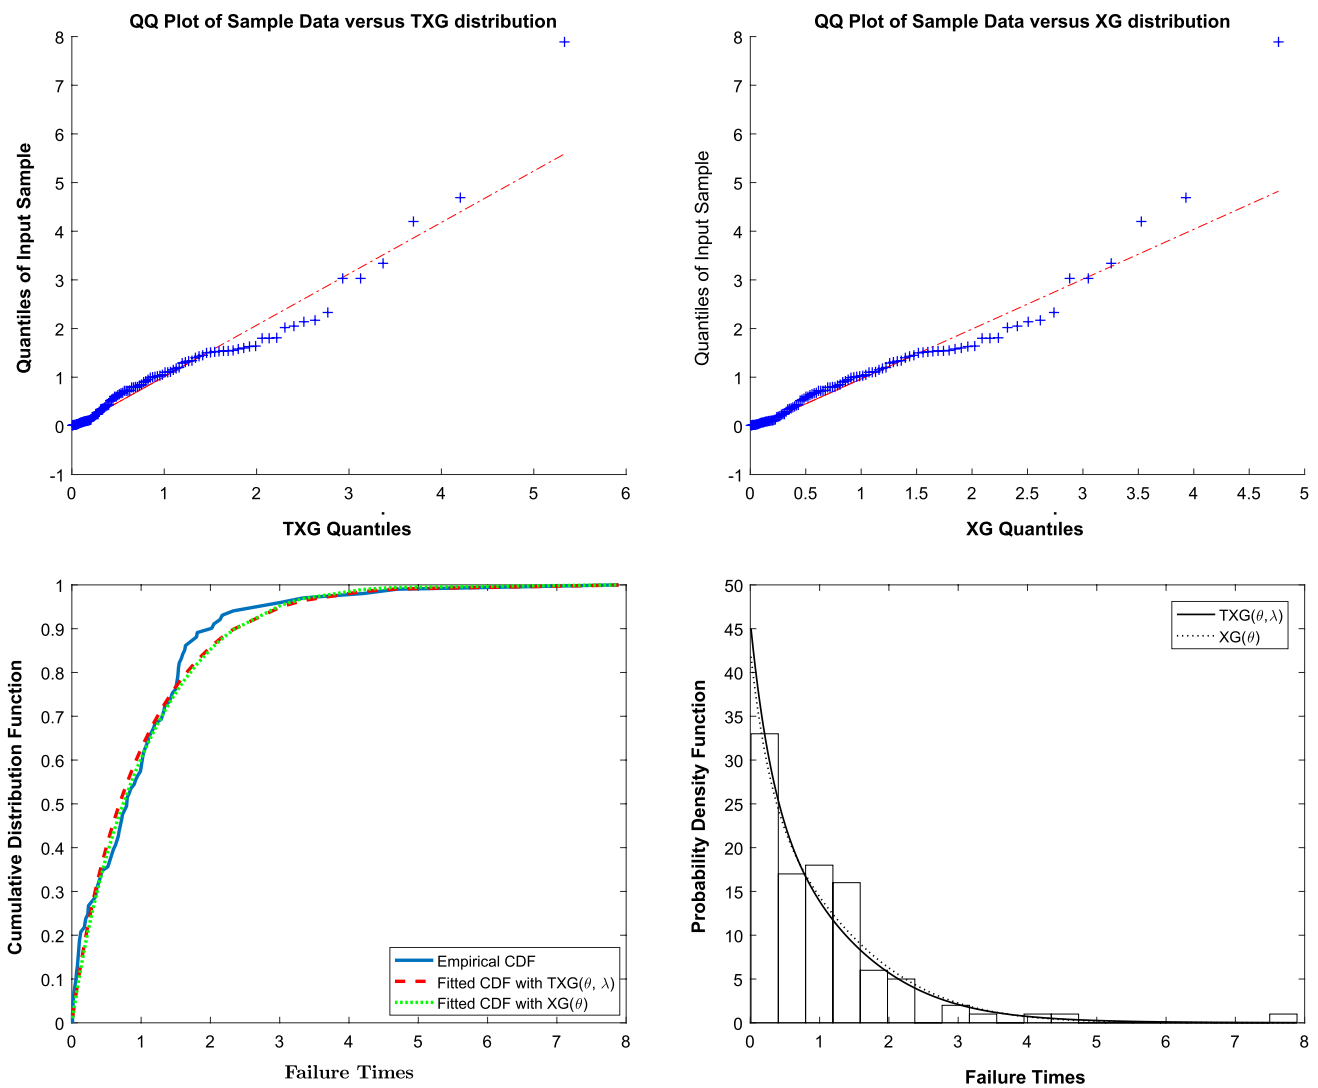 QQ Plot of Sample Data versus TXG distribution
8
7
6
5
4
3
2
1
0
-1
Quantiles of Input Sample
0 1 2 3 4 5 6
TXG Quantiles
QQ Plot of Sample Data versus XG distribution
8
7
6
5
4
3
2
1
0
-1
Quantiles of Input Sample
0 0.5 1 1.5 2 2.5 3 3.5 4 4.5 5
XG Quantiles
1
0.9
0.8
0.7
0.6
0.5
0.4
0.3
0.2
0.1
0
Cumulative Distribution Function
Empirical CDF
Fitted CDF with TXG(θ, λ)
Fitted CDF with XG(θ)
0 1 2 3 4 5 6 7 8
Failure Times
50
45
40
35
30
25
20
15
10
5
0
Probability Density Function
TXG(θ,λ)
XG(θ)
0 1 2 3 4 5 6 7 8
Failure Times